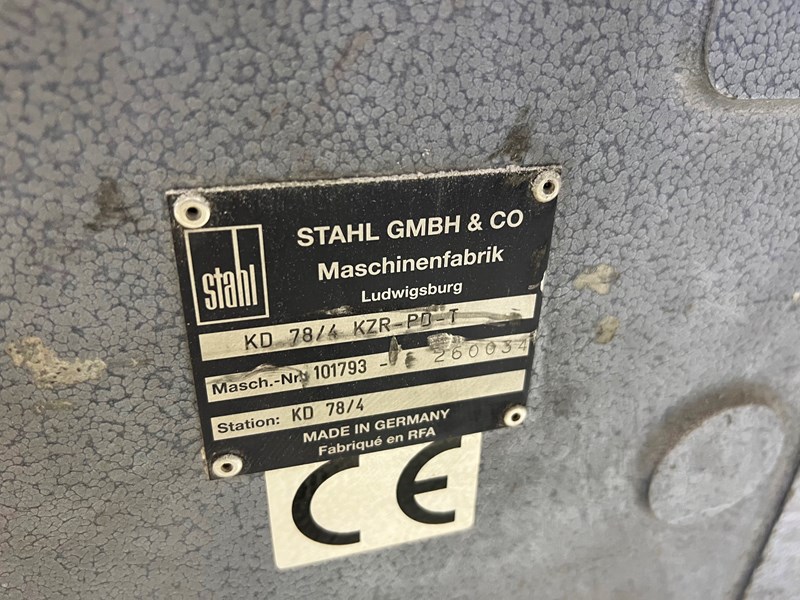 stahl
STAHL GMBH & CO
Maschinenfabrik
Ludwigsburg
KD 78/4 KZR-PD-T
Masch.-Nr. 101793 - 260034
Station: KD 78/4
MADE IN GERMANY
Fabriqué en RFA
CE